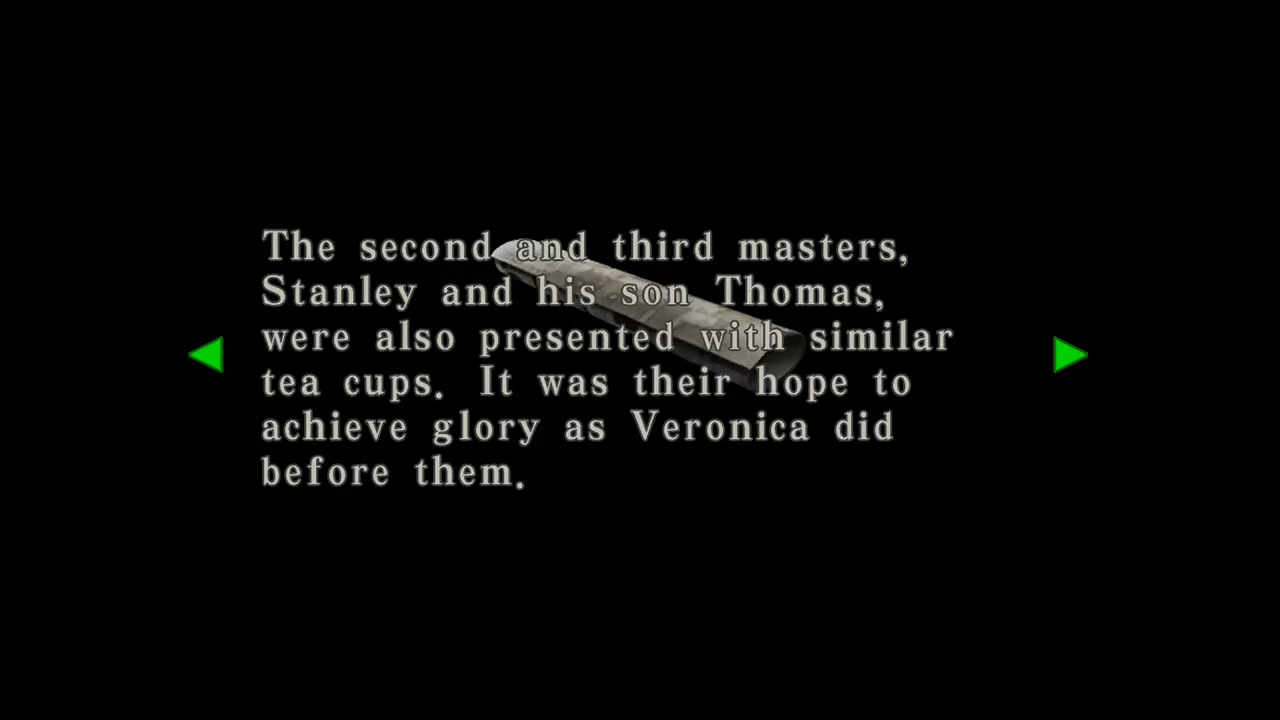 The second and third masters,
Stanley and his son Thomas,
were also presented with similar
tea cups. It was their hope to
achieve glory as Veronica did
before them.